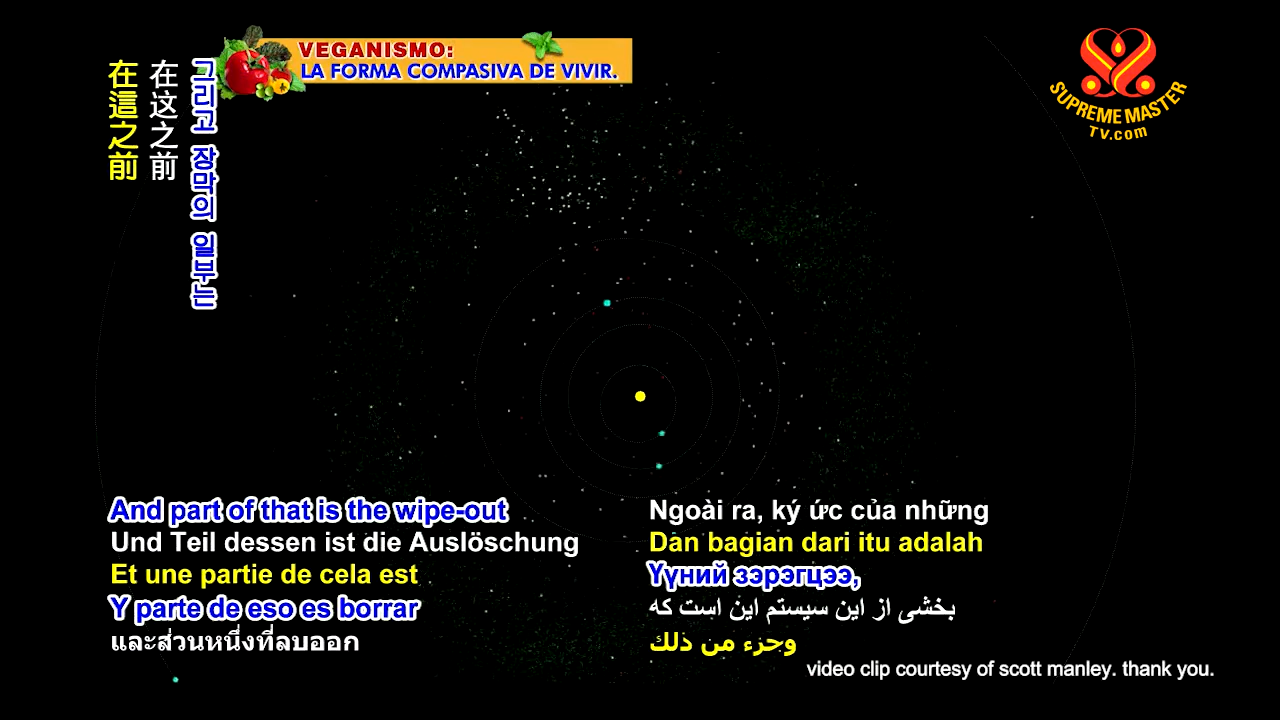 VEGANISMO:
LA FORMA COMPASIVA DE VIVIR.
SUPREME MASTER
TV.com
在這之前
在这之前
그리고 장막의 일파는
And part of that is the wipe-out
Und Teil dessen ist die Auslöschung
Et une partie de cela est
Y parte de eso es borrar
และส่วนหนึ่งที่ลบออก
Ngoài ra, ký ức của những
Dan bagian dari itu adalah
Үүний зэрэгцээ,
بخشی از این سیستم این است که
وجزء من ذلك
video clip courtesy of scott manley. thank you.